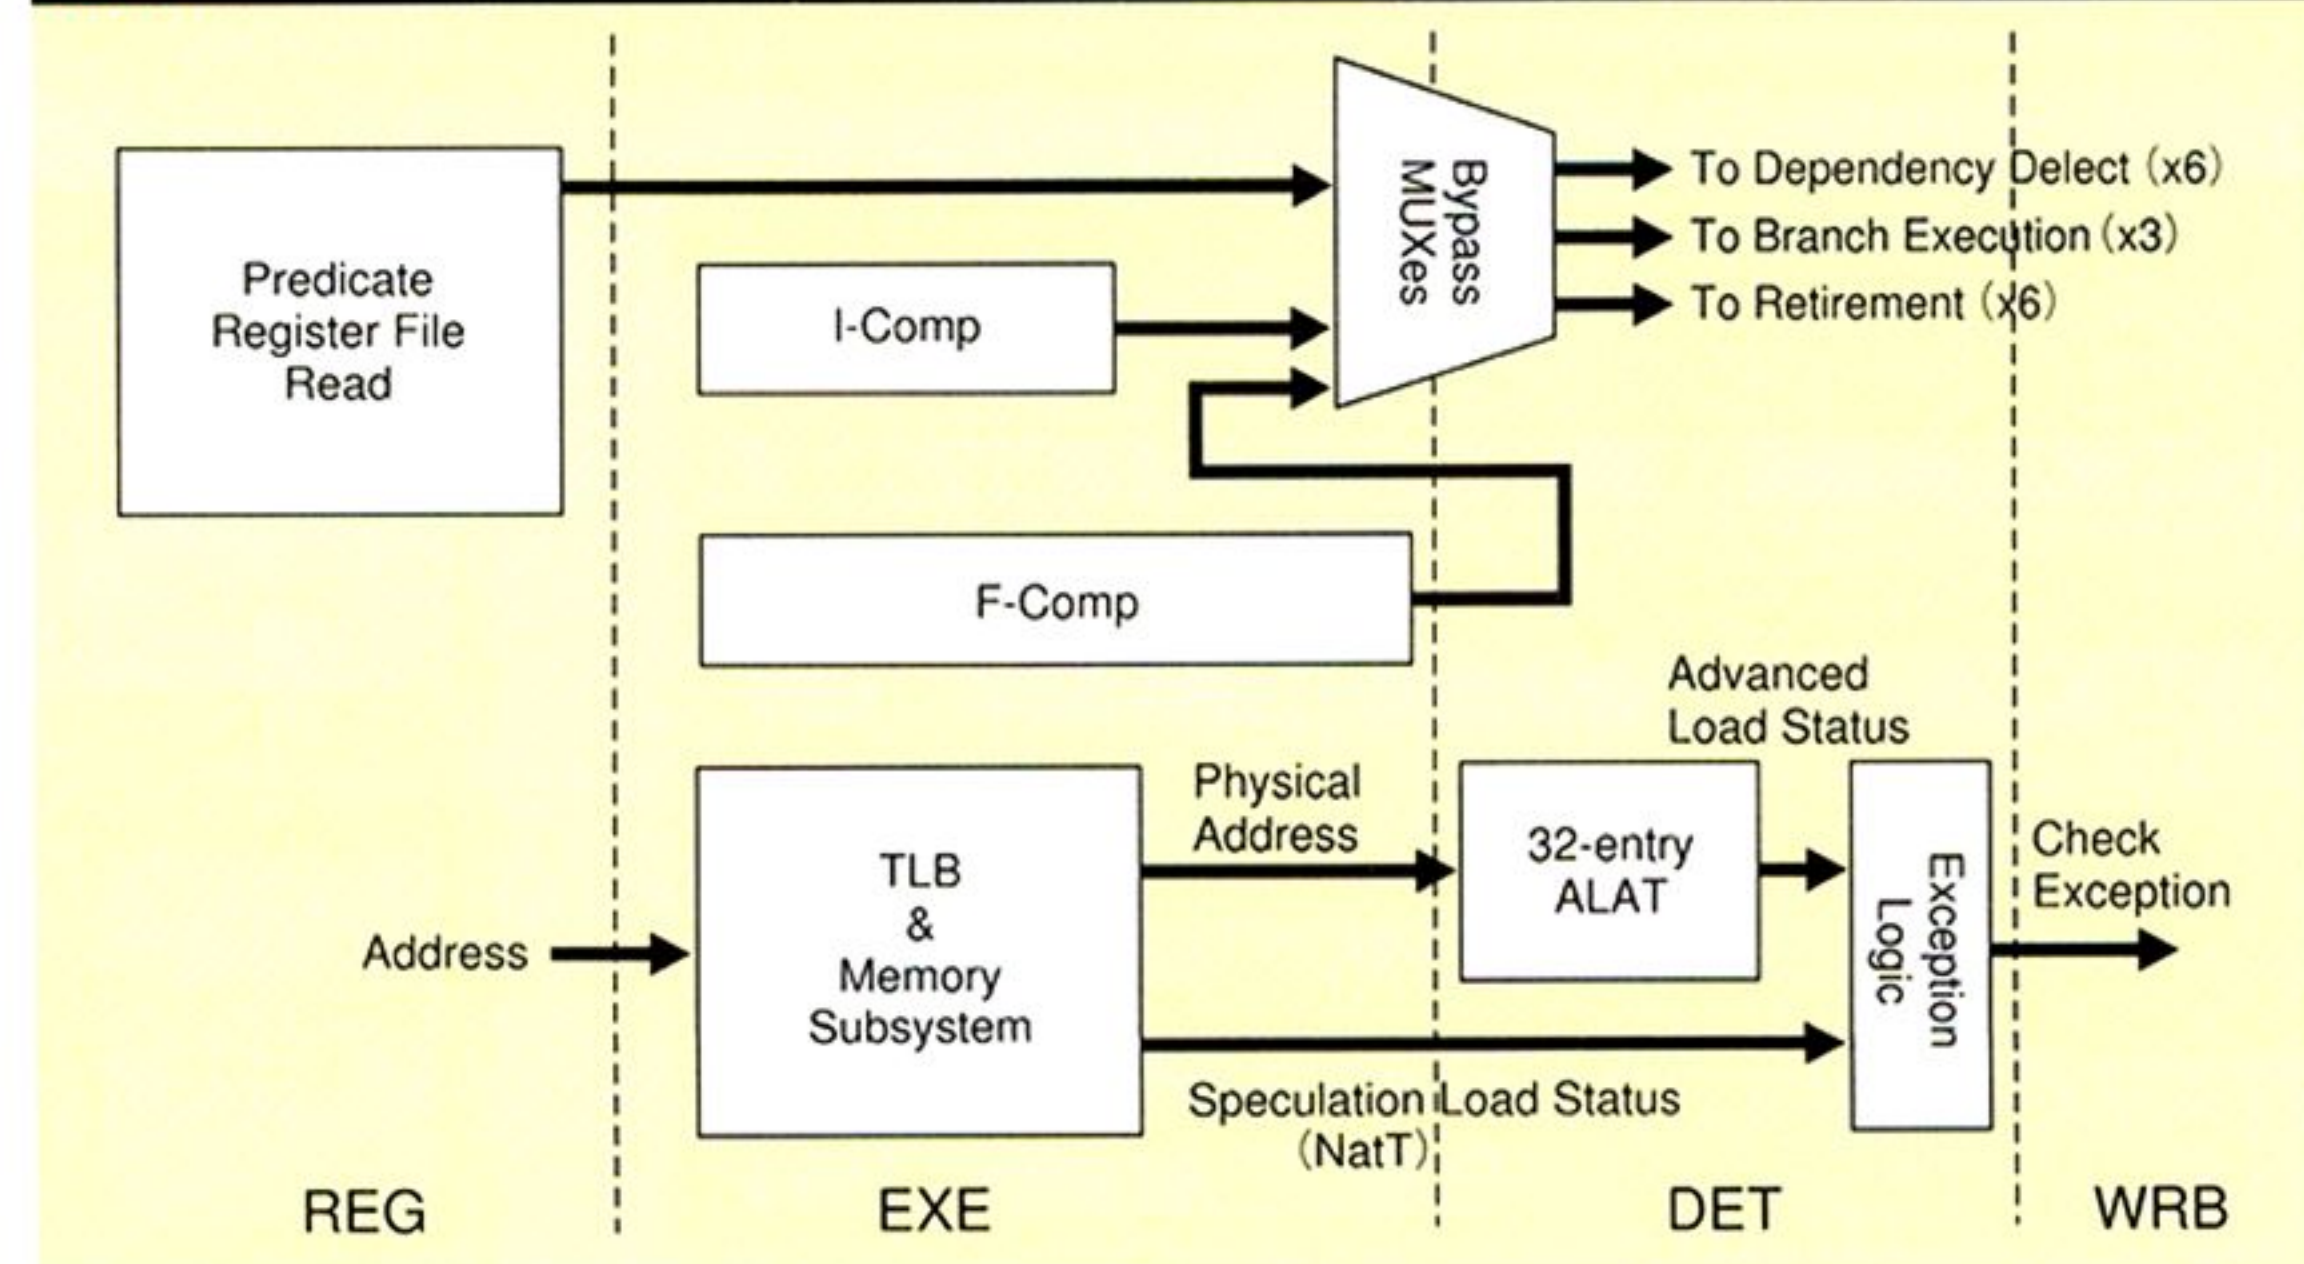 Predicate
Register File
Read
I-Comp
F-Comp
Bypass
MUXes
To Dependency Delect (x6)
To Branch Execution (x3)
To Retirement (x6)
Address
TLB
&
Memory
Subsystem
Physical
Address
32-entry
ALAT
Advanced
Load Status
Exception
Logic
Check
Exception
Speculation Load Status
(NatT)
REG
EXE
DET
WRB